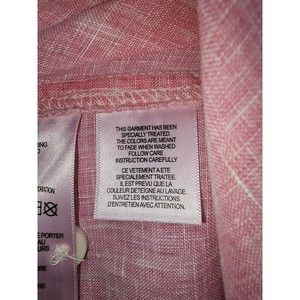 THIS GARMENT HAS BEEN
SPECIALLY TREATED.
THE COLORS ARE MEANT
TO FADE WHEN WASHED
FOLLOW CARE
INSTRUCTION CAREFULLY
CE VETEMENT A ETE
SPECIALEMENT TRAITEE.
IL EST PREVU QUE LA
COULEUR DETEIGNE AU LAVAGE.
SUIVEZ LES INSTRUCTIONS
D'ENTRETIEN AVEC ATTENTION.
PORTER